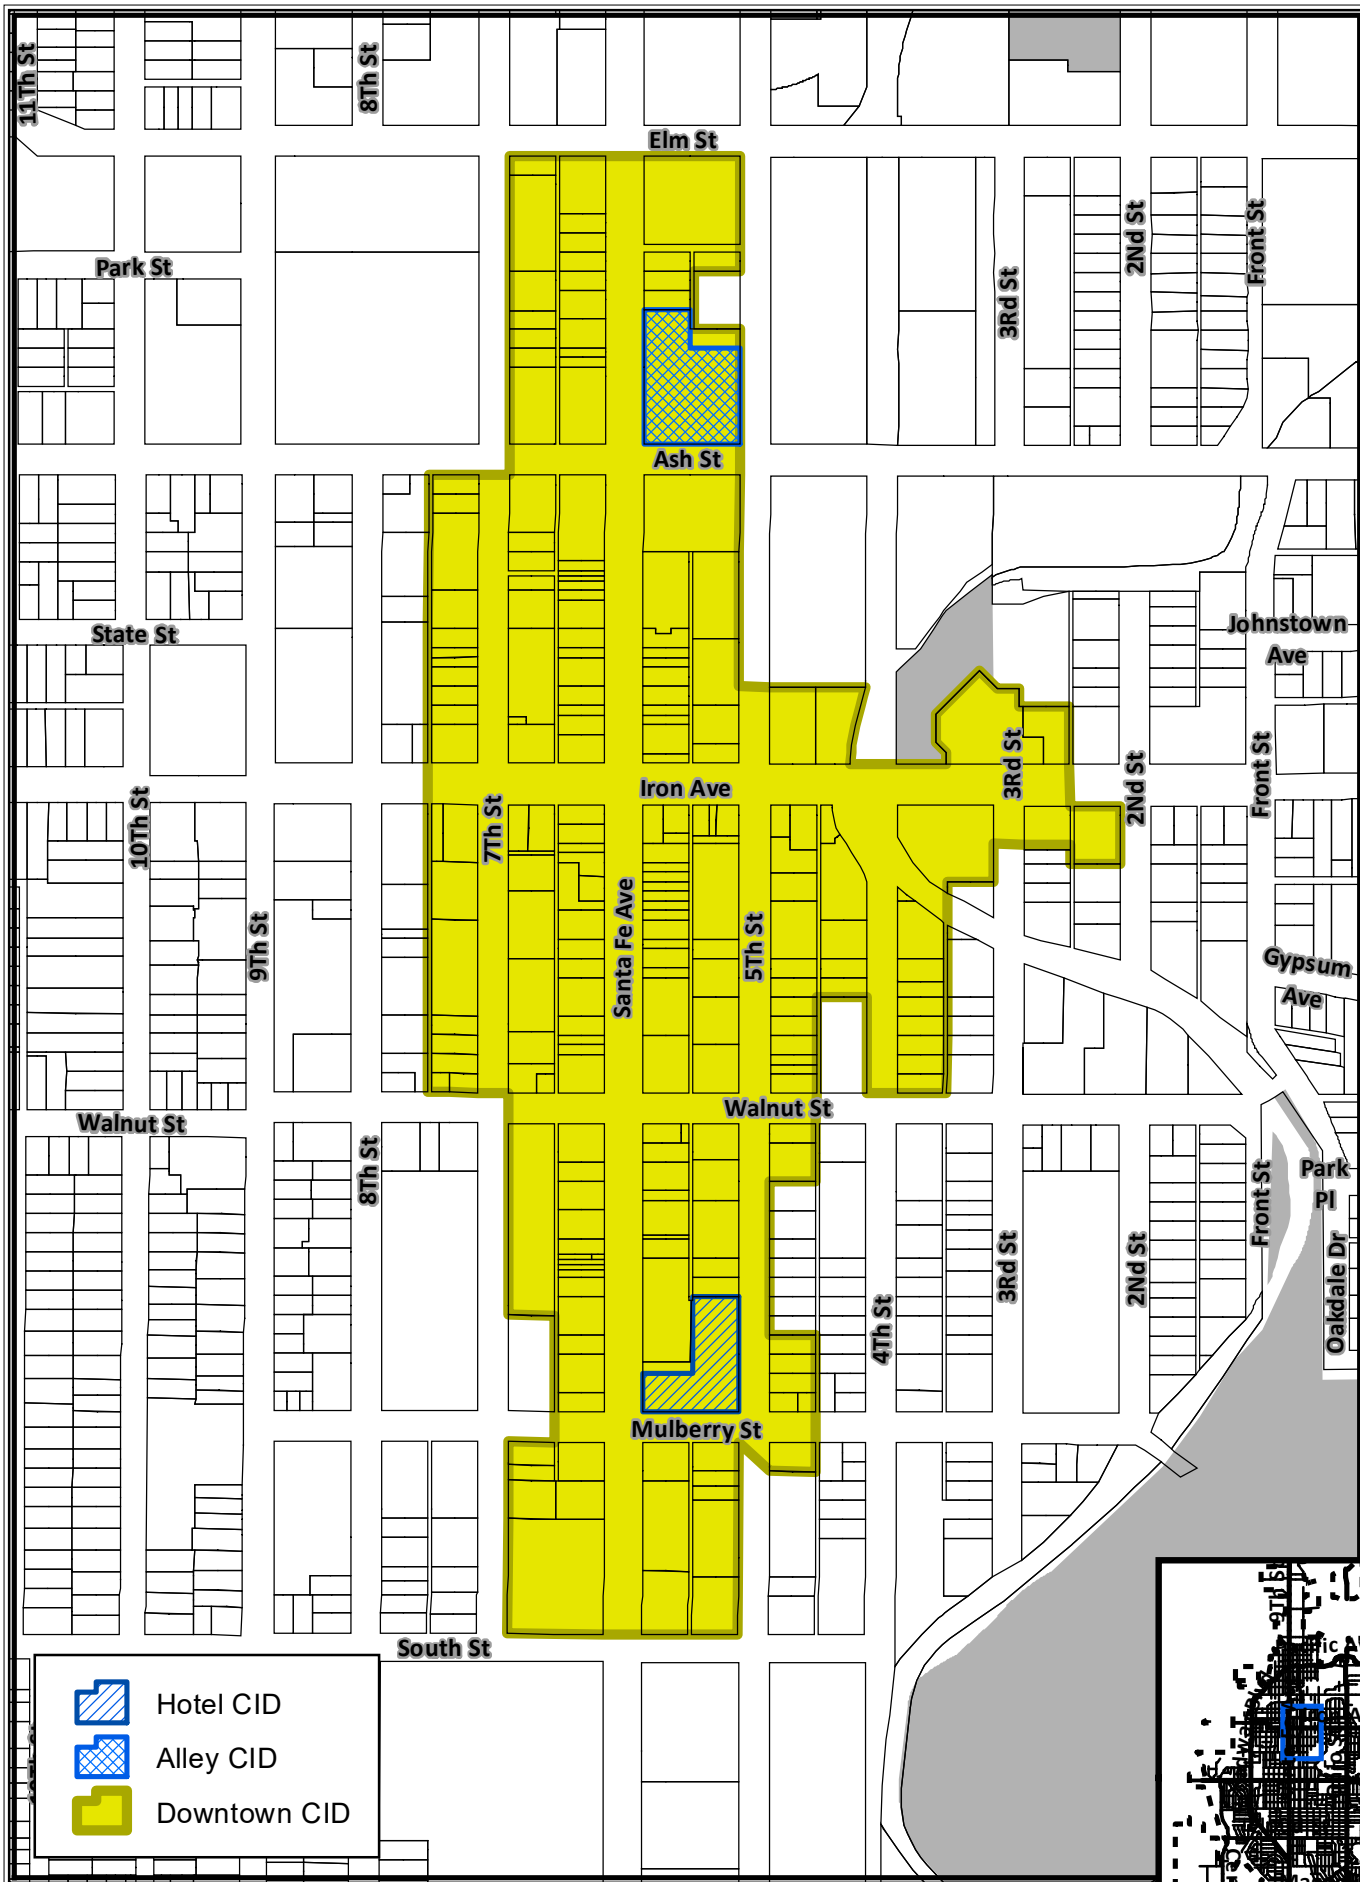 11Th St
8Th St
Elm St
Park St
3Rd St
2Nd St
Front St
Ash St
State St
Johnstown
Ave
Iron Ave
10Th St
7Th St
3Rd St
2Nd St
Front St
9Th St
Santa Fe Ave
5Th St
Gypsum
Ave
Walnut St
Walnut St
8Th St
Park
Pl
Front St
3Rd St
2Nd St
Oakdale Dr
4Th St
Mulberry St
South St
Hotel CID
Alley CID
Downtown CID
9Th St